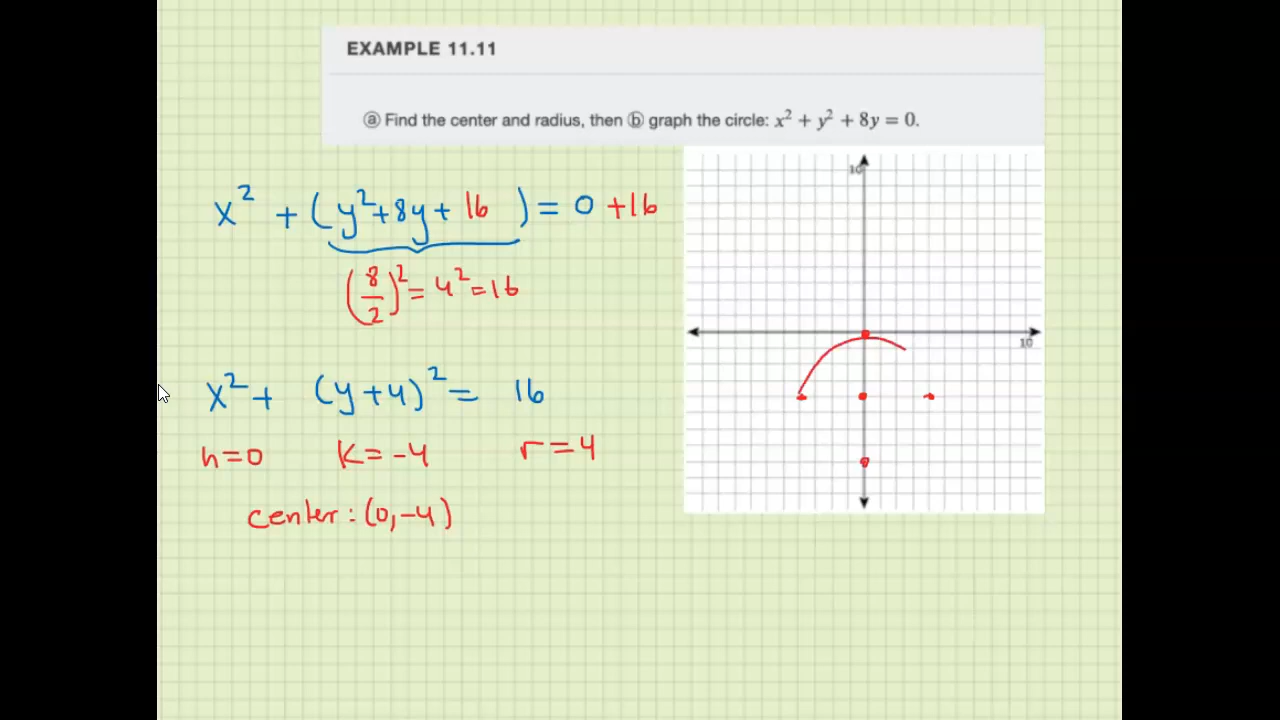 EXAMPLE 11.11
ⓐ Find the center and radius, then ⓑ graph the circle: x² + y² + 8y = 0.
10
x² + (y² + 8y + 16 ) = 0 + 16
(8/2)² = 4² = 16
10
x² + (y + 4)² = 16
h = 0 k = -4 r = 4
center : (0, -4)